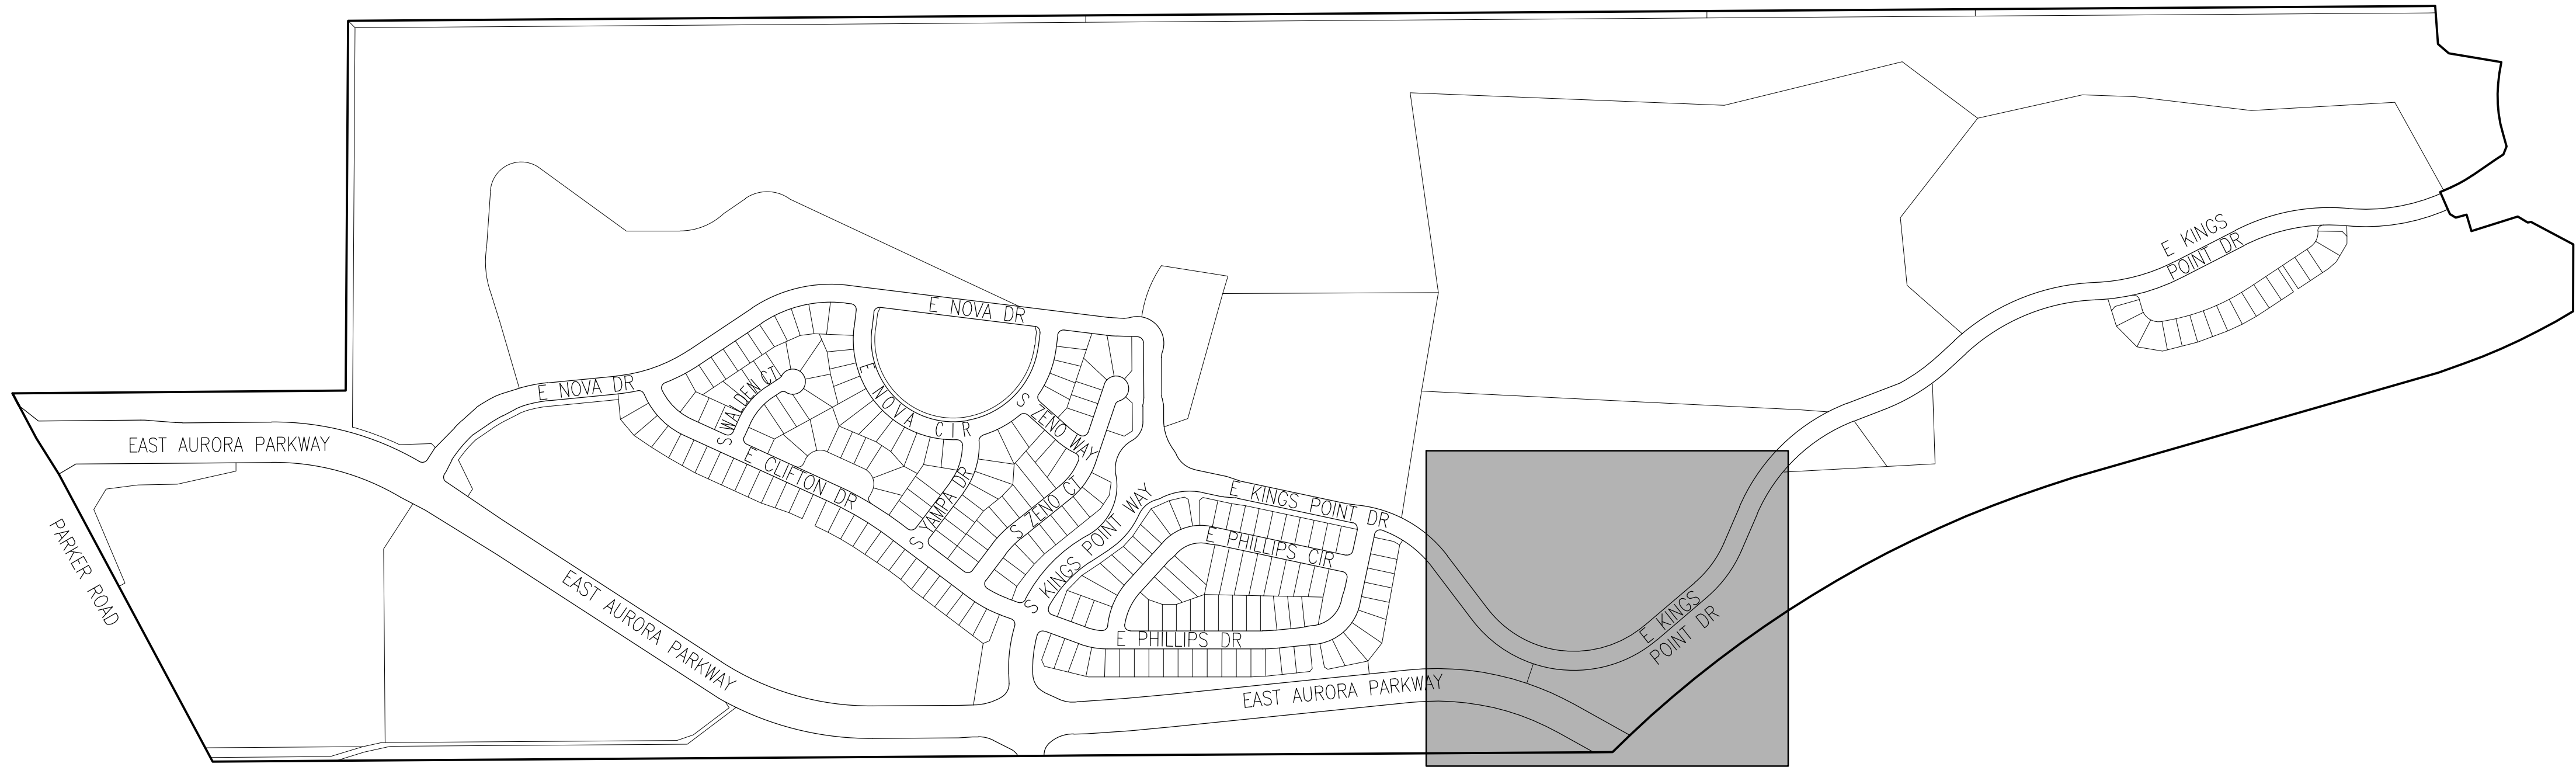 E KINGS
POINT DR
E NOVA DR
E NOVA DR
S WALDEN CT
E NOVA CIR
S ZENO WAY
EAST AURORA PARKWAY
E CLIFTON DR
S YAMPA DR
S ZENO CT
S KINGS POINT WAY
E KINGS POINT DR
E PHILLIPS CIR
PARKER ROAD
EAST AURORA PARKWAY
E PHILLIPS DR
E KINGS
POINT DR
EAST AURORA PARKWAY